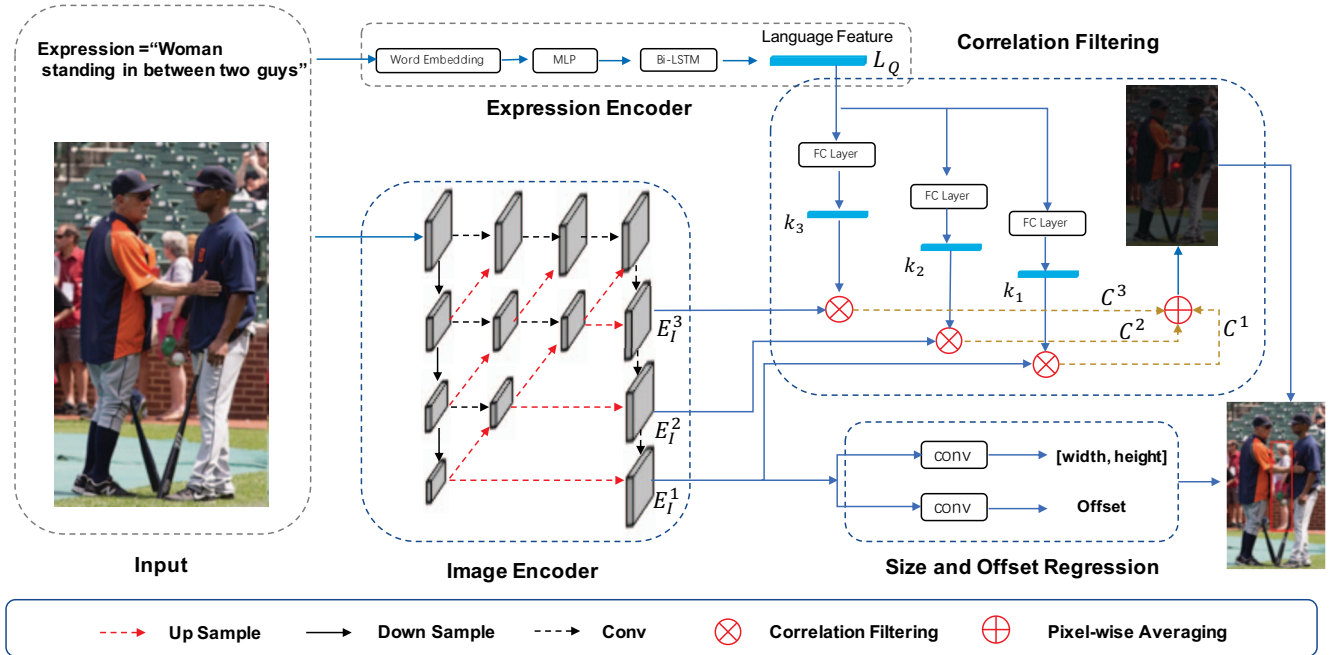 Expression ="Woman
standing in between two guys"
Word Embedding
MLP
Bi-LSTM
Language Feature
L_Q
Expression Encoder
Correlation Filtering
FC Layer
FC Layer
FC Layer
k_3
k_2
k_1
C^3
C^2
C^1
E_I^3
E_I^2
E_I^1
conv
[width, height]
conv
Offset
Input
Image Encoder
Size and Offset Regression
Up Sample
Down Sample
Conv
Correlation Filtering
Pixel-wise Averaging